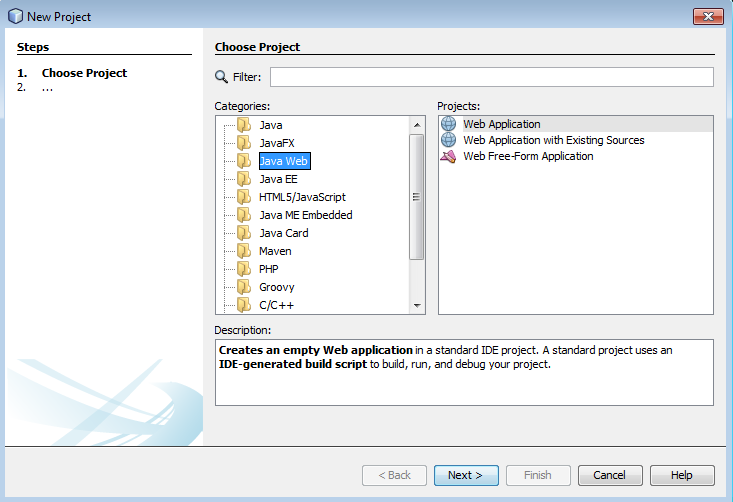 New Project
Steps
1. Choose Project
2. ...
Choose Project
Filter:
Categories:
Java
JavaFX
Java Web
Java EE
HTML5/JavaScript
Java ME Embedded
Java Card
Maven
PHP
Groovy
C/C++
Projects:
Web Application
Web Application with Existing Sources
Web Free-Form Application
Description:
Creates an empty Web application in a standard IDE project. A standard project uses an
IDE-generated build script to build, run, and debug your project.
< Back
Next >
Finish
Cancel
Help